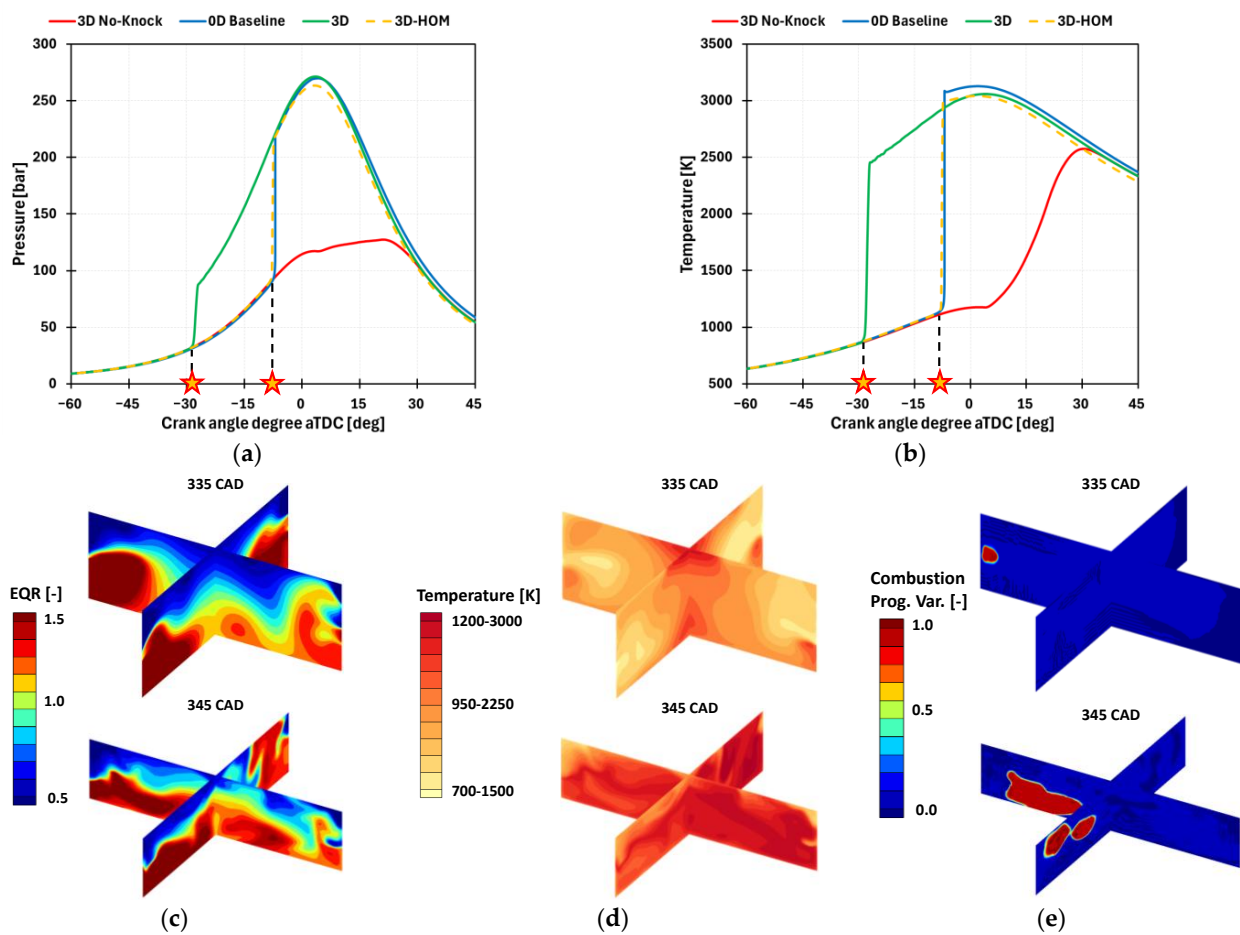 3D No-Knock 0D Baseline 3D 3D-HOM
300
250
200
150
100
50
0
Pressure [bar]
−60 −45 −30 −15 0 15 30 45
Crank angle degree aTDC [deg]
(a)
3D No-Knock 0D Baseline 3D 3D-HOM
3500
3000
2500
2000
1500
1000
500
Temperature [K]
−60 −45 −30 −15 0 15 30 45
Crank angle degree aTDC [deg]
(b)
335 CAD
EQR [-]
1.5
1.0
0.5
345 CAD
(c)
335 CAD
Temperature [K]
1200-3000
950-2250
700-1500
345 CAD
(d)
335 CAD
Combustion
Prog. Var. [-]
1.0
0.5
0.0
345 CAD
(e)